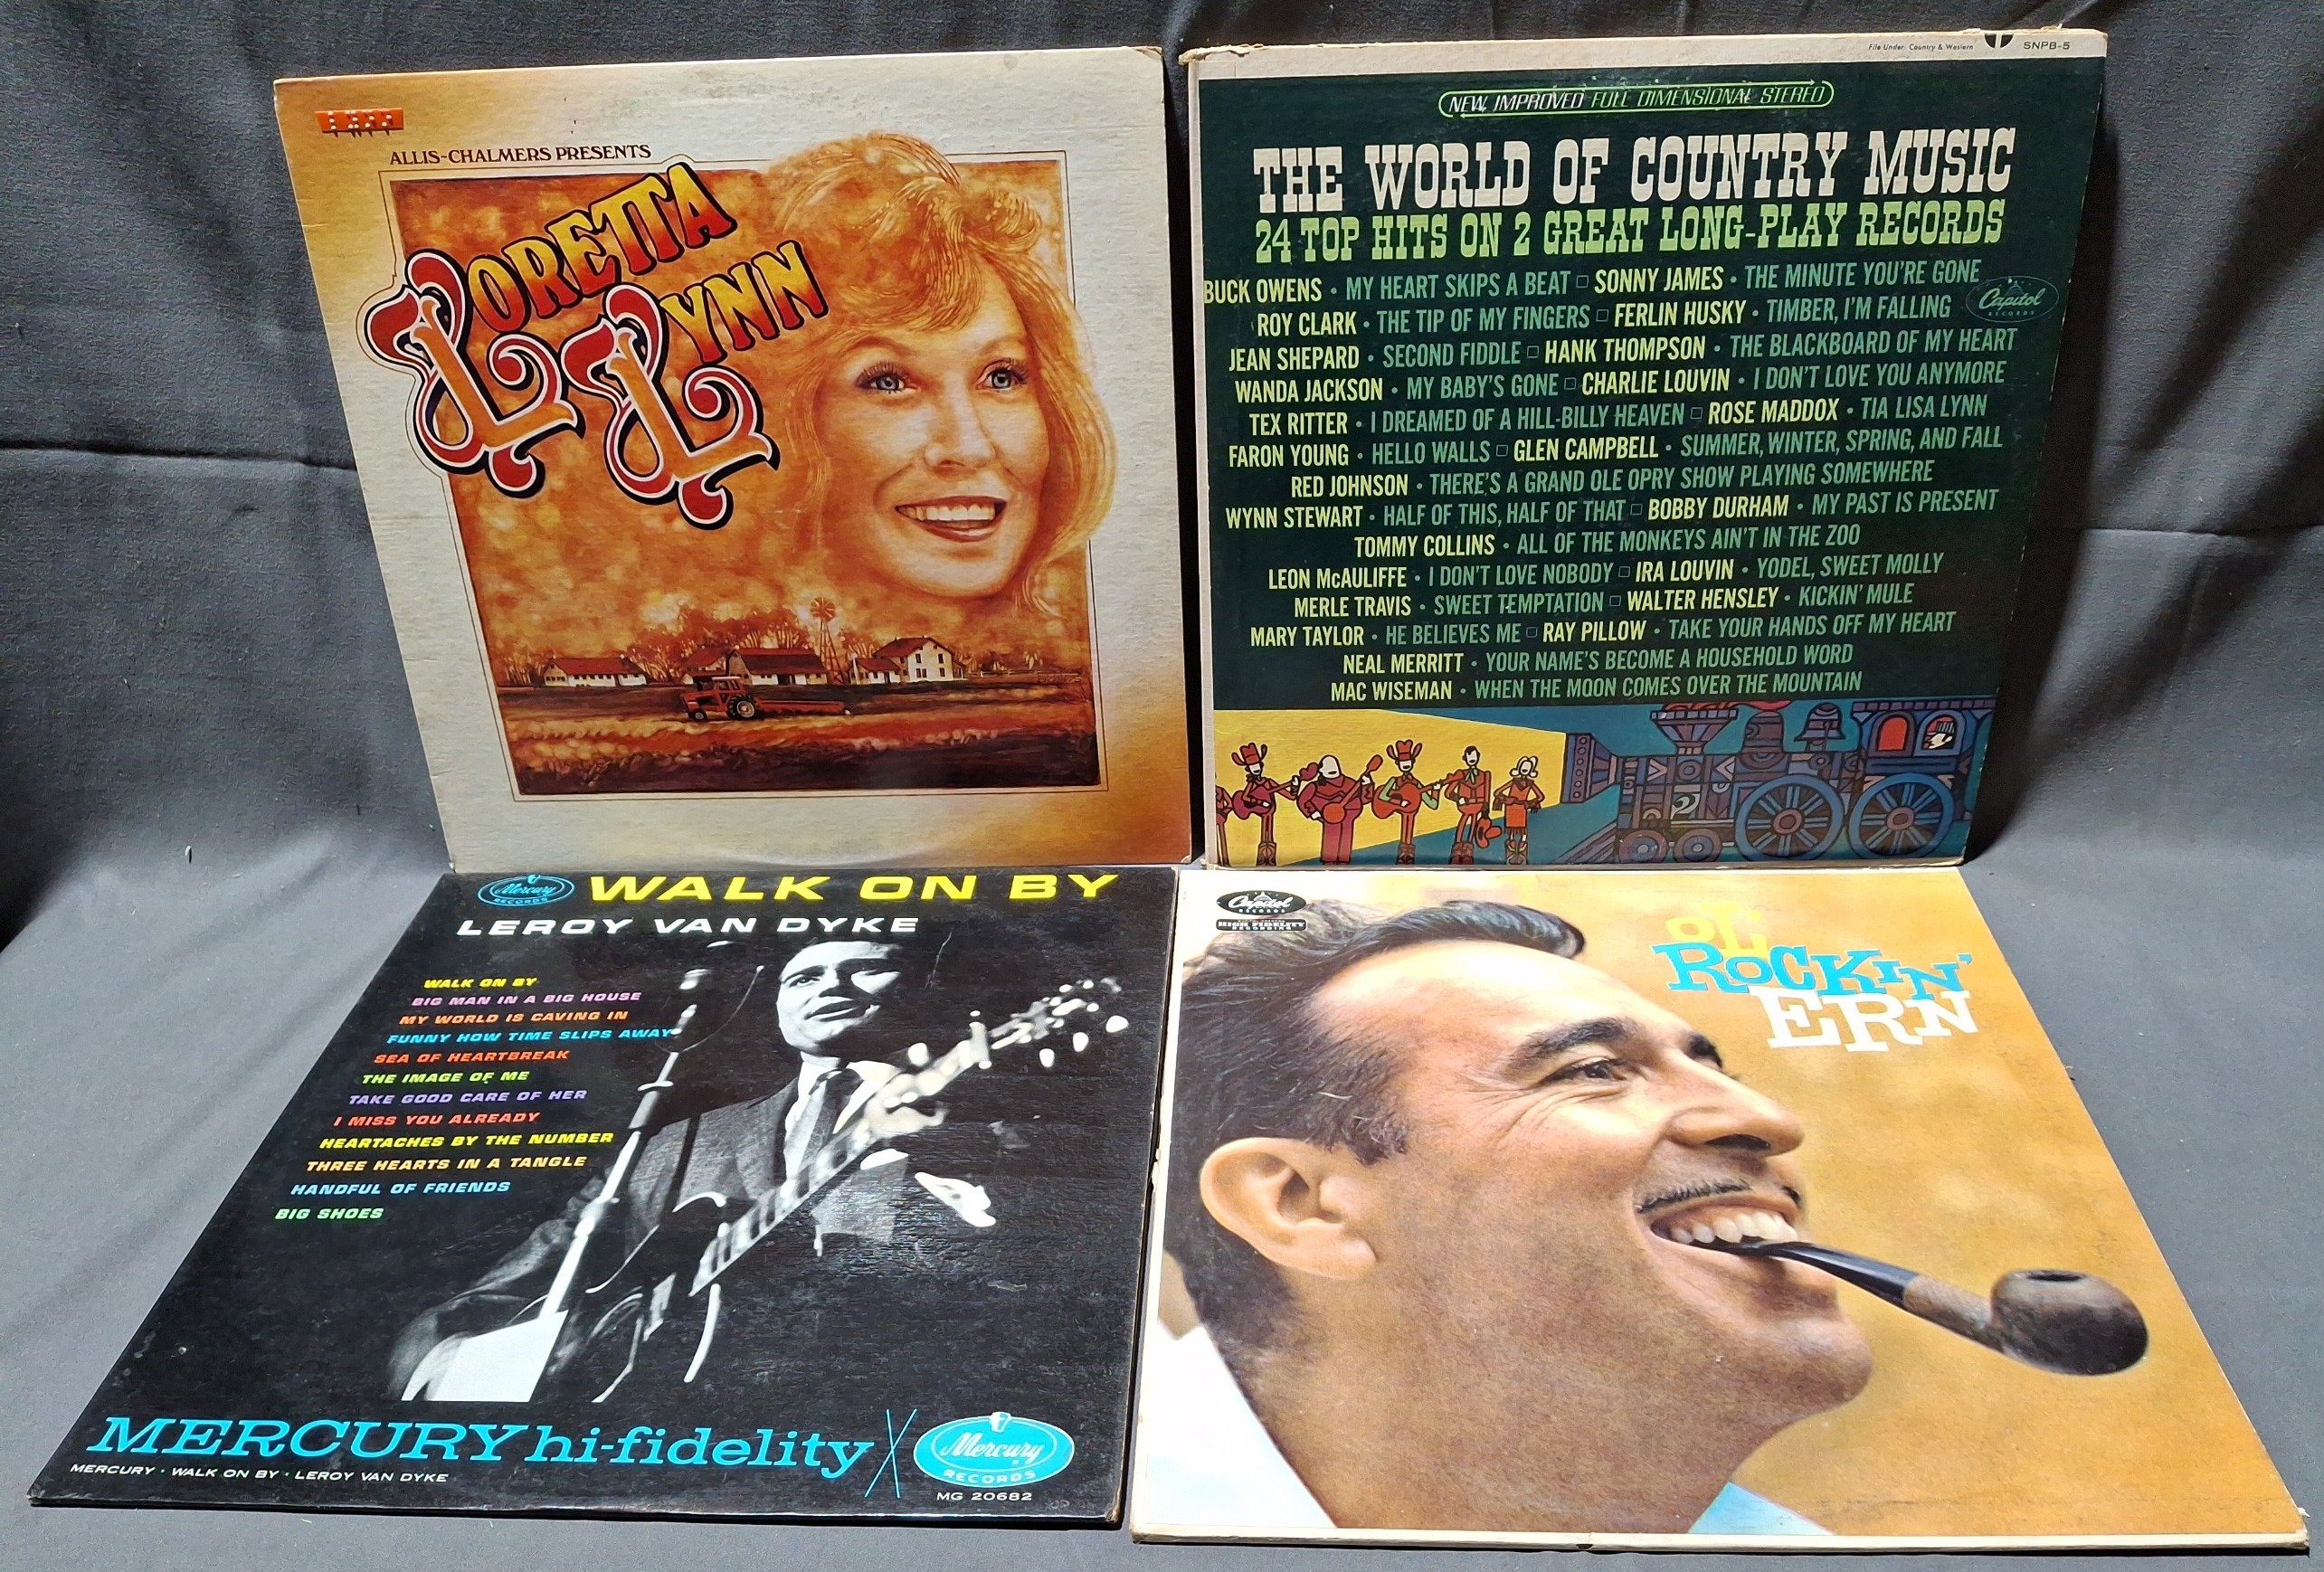 ALLIS-CHALMERS PRESENTS
LORETTA
LYNN
File Under: Country & Western
SNPB-5
NEW IMPROVED FULL DIMENSIONAL STEREO
THE WORLD OF COUNTRY MUSIC
24 TOP HITS ON 2 GREAT LONG-PLAY RECORDS
BUCK OWENS • MY HEART SKIPS A BEAT □ SONNY JAMES • THE MINUTE YOU'RE GONE
Capitol
RECORDS
ROY CLARK • THE TIP OF MY FINGERS □ FERLIN HUSKY • TIMBER, I'M FALLING
JEAN SHEPARD • SECOND FIDDLE □ HANK THOMPSON • THE BLACKBOARD OF MY HEART
WANDA JACKSON • MY BABY'S GONE □ CHARLIE LOUVIN • I DON'T LOVE YOU ANYMORE
TEX RITTER • I DREAMED OF A HILL-BILLY HEAVEN □ ROSE MADDOX • TIA LISA LYNN
FARON YOUNG • HELLO WALLS □ GLEN CAMPBELL • SUMMER, WINTER, SPRING, AND FALL
RED JOHNSON • THERE'S A GRAND OLE OPRY SHOW PLAYING SOMEWHERE
WYNN STEWART • HALF OF THIS, HALF OF THAT □ BOBBY DURHAM • MY PAST IS PRESENT
TOMMY COLLINS • ALL OF THE MONKEYS AIN'T IN THE ZOO
LEON McAULIFFE • I DON'T LOVE NOBODY □ IRA LOUVIN • YODEL, SWEET MOLLY
MERLE TRAVIS • SWEET TEMPTATION □ WALTER HENSLEY • KICKIN' MULE
MARY TAYLOR • HE BELIEVES ME □ RAY PILLOW • TAKE YOUR HANDS OFF MY HEART
NEAL MERRITT • YOUR NAME'S BECOME A HOUSEHOLD WORD
MAC WISEMAN • WHEN THE MOON COMES OVER THE MOUNTAIN
2
Mercury
RECORDS
WALK ON BY
LEROY VAN DYKE
WALK ON BY
BIG MAN IN A BIG HOUSE
MY WORLD IS CAVING IN
FUNNY HOW TIME SLIPS AWAY
SEA OF HEARTBREAK
THE IMAGE OF ME
TAKE GOOD CARE OF HER
I MISS YOU ALREADY
HEARTACHES BY THE NUMBER
THREE HEARTS IN A TANGLE
HANDFUL OF FRIENDS
BIG SHOES
MERCURY hi-fidelity
Mercury
RECORDS
MERCURY • WALK ON BY • LEROY VAN DYKE
MG 20682
Capitol
RECORDS
HIGH FIDELITY
RECORDING
OL'
ROCKIN'
ERN